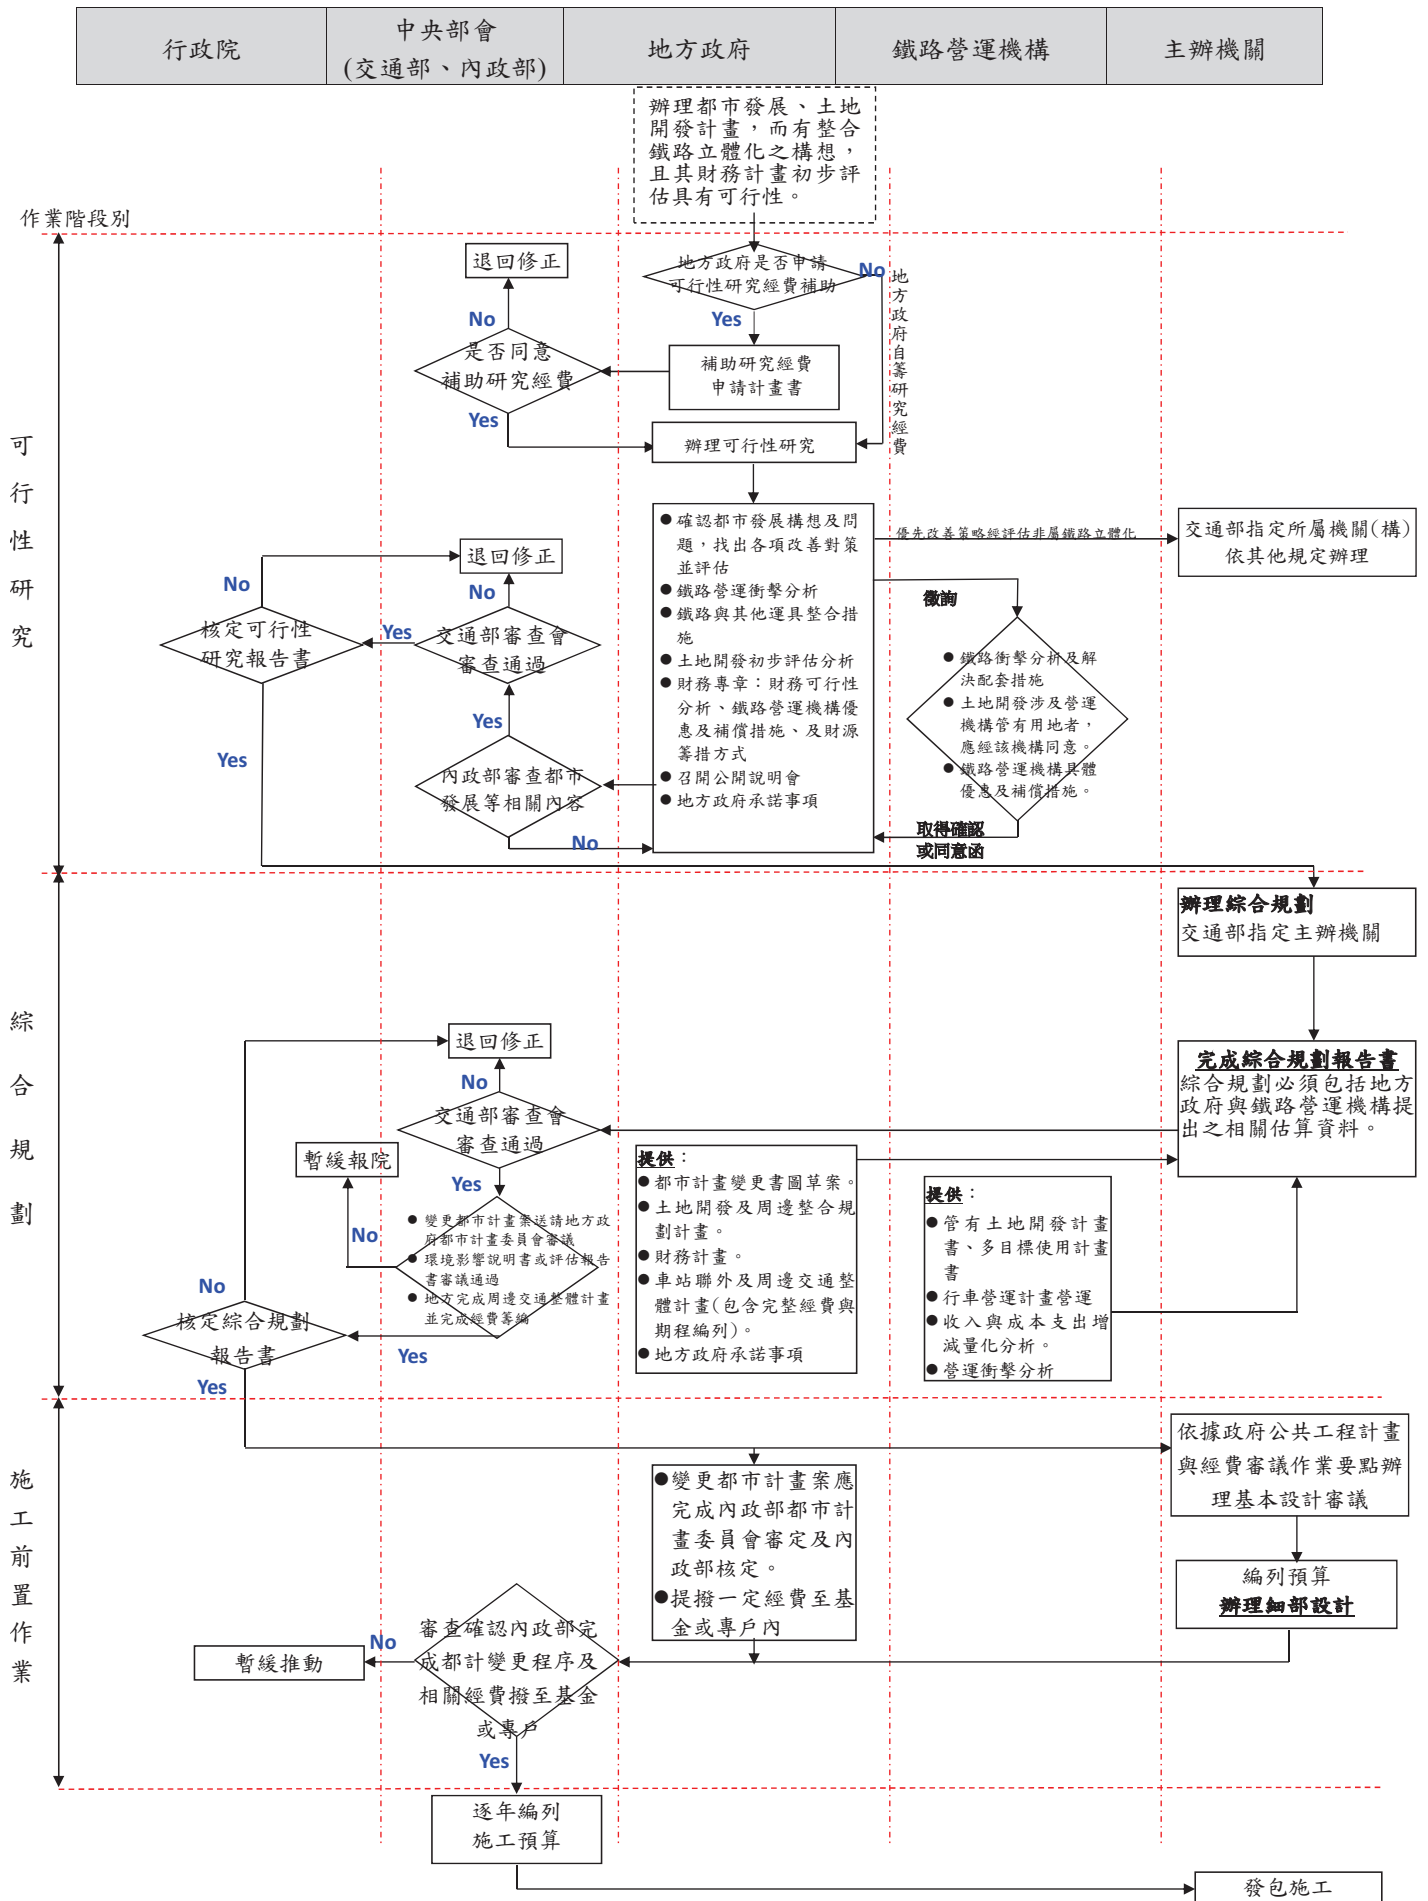 行政院
中央部會
(交通部、內政部)
地方政府
鐵路營運機構
主辦機關
辦理都市發展、土地
開發計畫，而有整合
鐵路立體化之構想，
且其財務計畫初步評
估具有可行性。
作業階段別
可行性研究
退回修正
地方政府是否申請
可行性研究經費補助
No
地方政府自籌研究經費
No
Yes
是否同意
補助研究經費
補助研究經費
申請計畫書
Yes
辦理可行性研究
● 確認都市發展構想及問
題，找出各項改善對策
並評估
● 鐵路營運衝擊分析
● 鐵路與其他運具整合措
施
● 土地開發初步評估分析
● 財務專章：財務可行性
分析、鐵路營運機構優
惠及補償措施、及財源
籌措方式
● 召開公開說明會
● 地方政府承諾事項
優先改善策略經評估非屬鐵路立體化
交通部指定所屬機關(構)
依其他規定辦理
退回修正
No
No
徵詢
核定可行性
研究報告書
Yes
交通部審查會
審查通過
● 鐵路衝擊分析及解
決配套措施
● 土地開發涉及營運
機構管有用地者，
應經該機構同意。
● 鐵路營運機構具體
優惠及補償措施。
Yes
Yes
內政部審查都市
發展等相關內容
No
取得確認
或同意函
綜合規劃
辦理綜合規劃
交通部指定主辦機關
退回修正
完成綜合規劃報告書
綜合規劃必須包括地方
政府與鐵路營運機構提
出之相關估算資料。
No
交通部審查會
審查通過
暫緩報院
Yes
提供：
● 都市計畫變更書圖草案。
● 土地開發及周邊整合規
劃計畫。
● 財務計畫。
● 車站聯外及周邊交通整
體計畫(包含完整經費與
期程編列)。
● 地方政府承諾事項
提供：
● 管有土地開發計畫
書、多目標使用計畫
書
● 行車營運計畫營運
● 收入與成本支出增
減量化分析。
● 營運衝擊分析
No
● 變更都市計畫案送請地方政
府都市計畫委員會審議
● 環境影響說明書或評估報告
書審議通過
● 地方完成周邊交通整體計畫
並完成經費籌編
No
核定綜合規劃
報告書
Yes
Yes
施工前置作業
依據政府公共工程計畫
與經費審議作業要點辦
理基本設計審議
● 變更都市計畫案應
完成內政部都市計
畫委員會審定及內
政部核定。
● 提撥一定經費至基
金或專戶內
編列預算
辦理細部設計
審查確認內政部完
成都計變更程序及
相關經費撥至基金
或專戶
No
暫緩推動
Yes
逐年編列
施工預算
發包施工